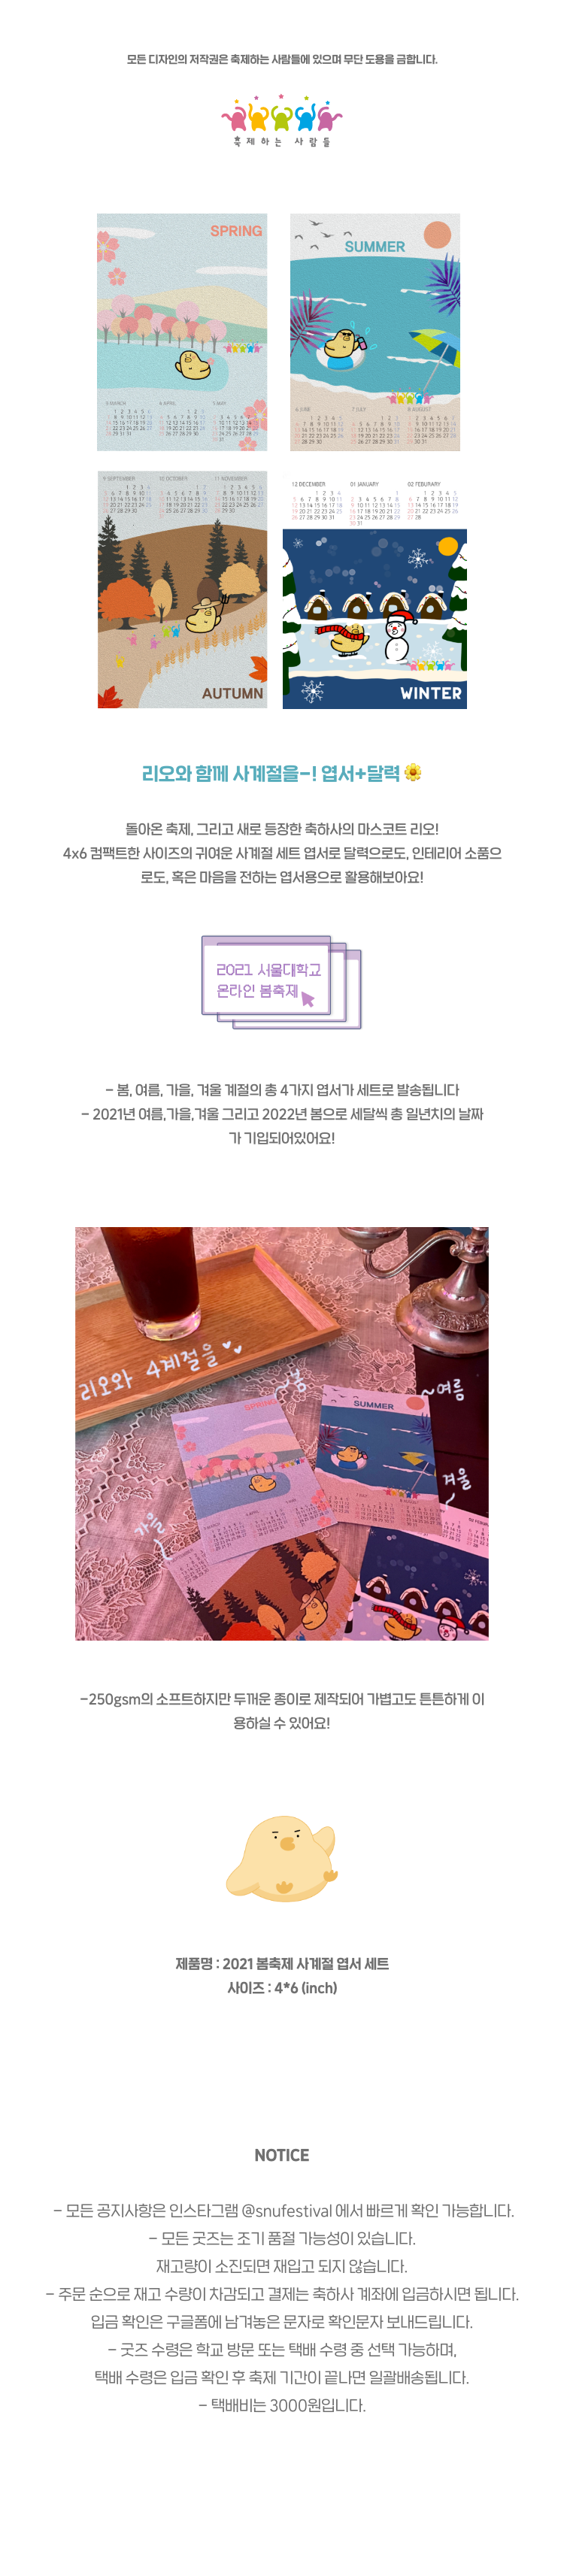 모든 디자인의 저작권은 축제하는 사람들에 있으며 무단 도용을 금합니다.
축제하는 사람들
SPRING
SUMMER
3 MARCH 4 APRIL 5 MAY
6 JUNE 7 JULY 8 AUGUST
9 SEPTEMBER 10 OCTOBER 11 NOVEMBER
12 DECEMBER 01 JANUARY 02 FEBURARY
AUTUMN
WINTER
리오와 함께 사계절을-! 엽서+달력
돌아온 축제, 그리고 새로 등장한 축하사의 마스코트 리오!
4x6 컴팩트한 사이즈의 귀여운 사계절 세트 엽서로 달력으로도, 인테리어 소품으
로도, 혹은 마음을 전하는 엽서용으로 활용해보아요!
2021 서울대학교
온라인 봄축제
- 봄, 여름, 가을, 겨울 계절의 총 4가지 엽서가 세트로 발송됩니다
- 2021년 여름,가을,겨울 그리고 2022년 봄으로 세달씩 총 일년치의 날짜
가 기입되어있어요!
리오와 4계절을
~봄
~여름
SPRING
SUMMER
겨울
가을
-250gsm의 소프트하지만 두꺼운 종이로 제작되어 가볍고도 튼튼하게 이
용하실 수 있어요!
제품명 : 2021 봄축제 사계절 엽서 세트
사이즈 : 4*6 (inch)
NOTICE
- 모든 공지사항은 인스타그램 @snufestival 에서 빠르게 확인 가능합니다.
- 모든 굿즈는 조기 품절 가능성이 있습니다.
재고량이 소진되면 재입고 되지 않습니다.
- 주문 순으로 재고 수량이 차감되고 결제는 축하사 계좌에 입금하시면 됩니다.
입금 확인은 구글폼에 남겨놓은 문자로 확인문자 보내드립니다.
- 굿즈 수령은 학교 방문 또는 택배 수령 중 선택 가능하며,
택배 수령은 입금 확인 후 축제 기간이 끝나면 일괄배송됩니다.
- 택배비는 3000원입니다.